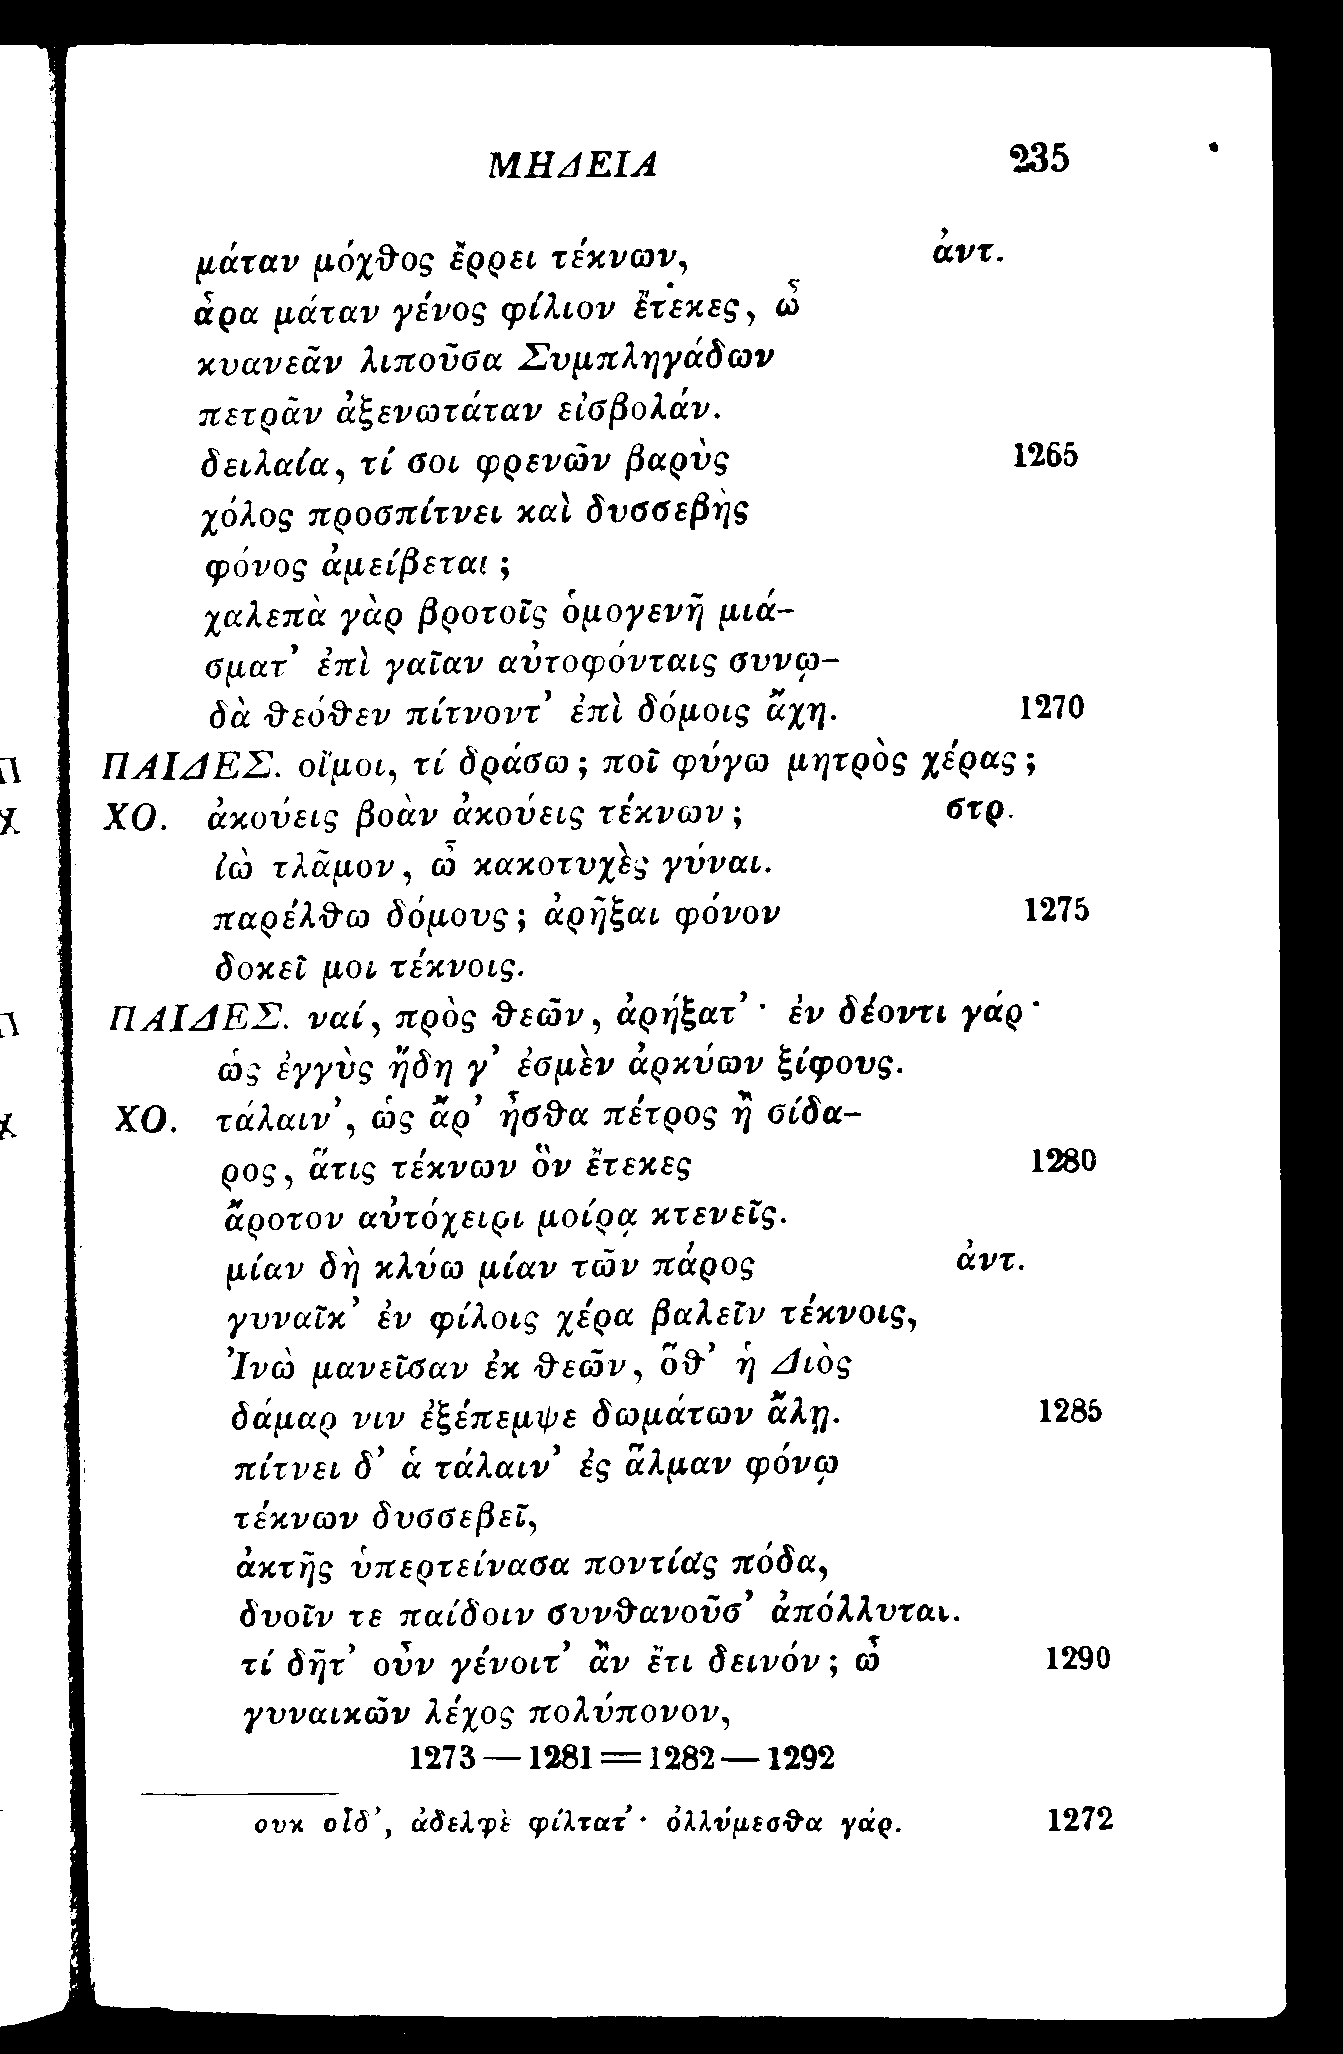 ΜΗΔΕΙΑ 235
μάταν μόχθος ἔρρει τέκνων, ἀντ.
ἆρα μάταν γένος φίλιον ἔτεκες, ὦ
κυανεᾶν λιποῦσα Συμπληγάδων
πετρᾶν ἀξενωτάταν εἰσβολάν.
δειλαία, τί σοι φρενῶν βαρὺς 1265
χόλος προσπίτνει καὶ δυσσεβὴς
φόνος ἀμείβεται;
χαλεπὰ γὰρ βροτοῖς ὁμογενῆ μιά-
σματ' ἐπὶ γαῖαν αὐτοφόνταις συνῳ-
δὰ θεόθεν πίτνοντ' ἐπὶ δόμοις ἄχη. 1270
ΠΑΙΔΕΣ. οἴμοι, τί δράσω; ποῖ φύγω μητρὸς χέρας;
ΧΟ. ἀκούεις βοὰν ἀκούεις τέκνων; στρ.
ἰὼ τλᾶμον, ὦ κακοτυχὲς γύναι.
παρέλθω δόμους; ἀρῆξαι φόνον 1275
δοκεῖ μοι τέκνοις.
ΠΑΙΔΕΣ. ναί, πρὸς θεῶν, ἀρήξατ'· ἐν δέοντι γάρ·
ὡς ἐγγὺς ἤδη γ' ἐσμὲν ἀρκύων ξίφους.
ΧΟ. τάλαιν', ὡς ἄρ' ἦσθα πέτρος ἢ σίδα-
ρος, ἅτις τέκνων ὃν ἔτεκες 1280
ἄροτον αὐτόχειρι μοίρᾳ κτενεῖς.
μίαν δὴ κλύω μίαν τῶν πάρος ἀντ.
γυναῖκ' ἐν φίλοις χέρα βαλεῖν τέκνοις,
Ἰνὼ μανεῖσαν ἐκ θεῶν, ὅθ' ἡ Διὸς
δάμαρ νιν ἐξέπεμψε δωμάτων ἄλῃ. 1285
πίτνει δ' ἁ τάλαιν' ἐς ἅλμαν φόνῳ
τέκνων δυσσεβεῖ,
ἀκτῆς ὑπερτείνασα ποντίας πόδα,
δυοῖν τε παίδοιν συνθανοῦσ' ἀπόλλυται.
τί δῆτ' οὖν γένοιτ' ἂν ἔτι δεινόν; ὦ 1290
γυναικῶν λέχος πολύπονον,
1273 — 1281 = 1282 — 1292
ουκ οἶδ', ἀδελφὲ φίλτατ'· ὀλλύμεσθα γάρ. 1272